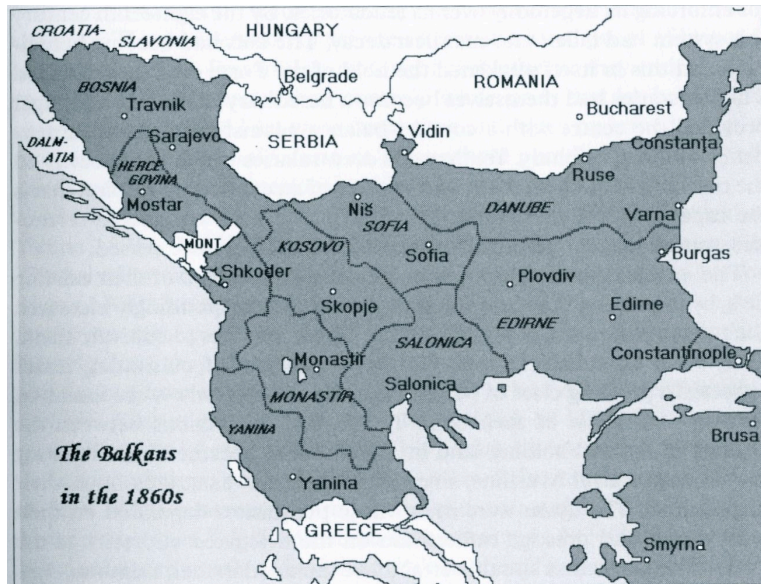 CROATIA-
SLAVONIA
HUNGARY
BOSNIA
Belgrade
ROMANIA
Travnik
Bucharest
SERBIA
Vidin
Constanţa
DALM-
ATIA
Sarajevo
HERCE-
GOVINA
Ruse
Mostar
Nis
DANUBE
Varna
SOFIA
MONT
KOSOVO
Sofia
Burgas
Shkoder
Skopje
Plovdiv
Edirne
EDIRNE
SALONICA
Monastir
Constantinople
MONASTIR
Salonica
YANINA
Brusa
The Balkans
in the 1860s
Yanina
GREECE
Smyrna